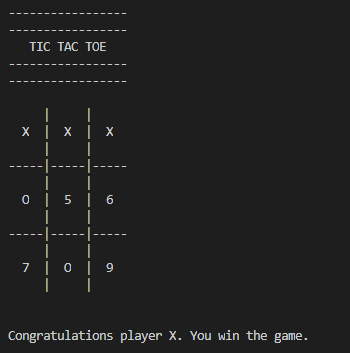 -----------------
-----------------
   TIC TAC TOE
-----------------
-----------------

     |     |
  X  |  X  |  X
     |     |
-----|-----|-----
     |     |
  O  |  5  |  6
     |     |
-----|-----|-----
     |     |
  7  |  O  |  9
     |     |

Congratulations player X. You win the game.